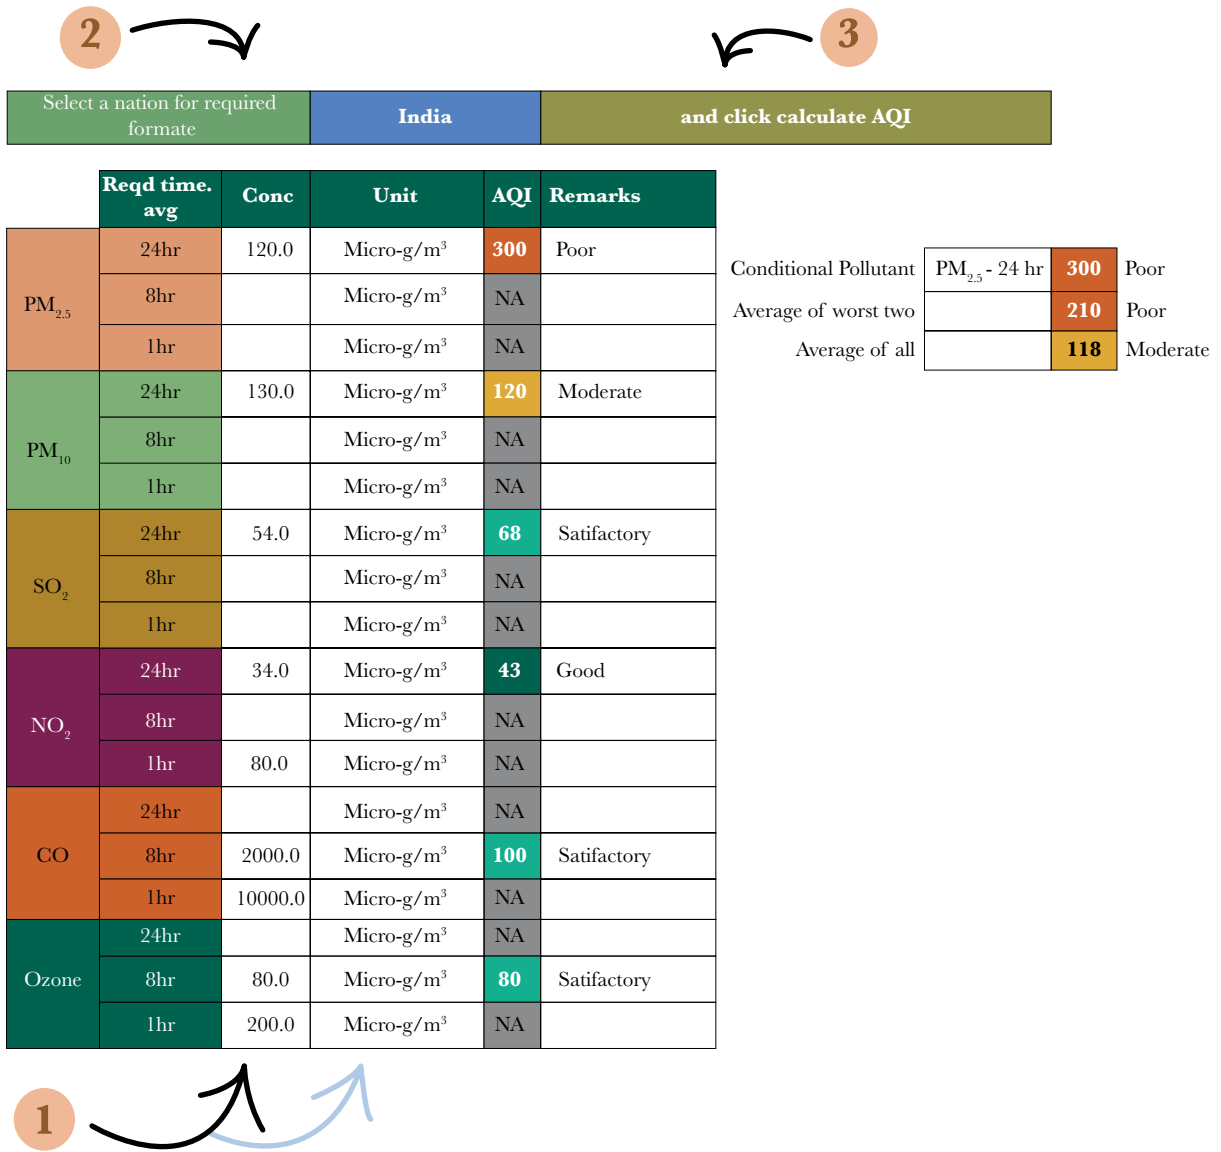 2
3
Select a nation for required
formate
India
and click calculate AQI
Reqd time.
avg
Conc
Unit
AQI
Remarks
PM2.5
24hr 120.0 Micro-g/m³ 300 Poor
8hr Micro-g/m³ NA
1hr Micro-g/m³ NA
PM10
24hr 130.0 Micro-g/m³ 120 Moderate
8hr Micro-g/m³ NA
1hr Micro-g/m³ NA
SO2
24hr 54.0 Micro-g/m³ 68 Satifactory
8hr Micro-g/m³ NA
1hr Micro-g/m³ NA
NO2
24hr 34.0 Micro-g/m³ 43 Good
8hr Micro-g/m³ NA
1hr 80.0 Micro-g/m³ NA
CO
24hr Micro-g/m³ NA
8hr 2000.0 Micro-g/m³ 100 Satifactory
1hr 10000.0 Micro-g/m³ NA
Ozone
24hr Micro-g/m³ NA
8hr 80.0 Micro-g/m³ 80 Satifactory
1hr 200.0 Micro-g/m³ NA
Conditional Pollutant PM2.5 - 24 hr 300 Poor
Average of worst two 210 Poor
Average of all 118 Moderate
1